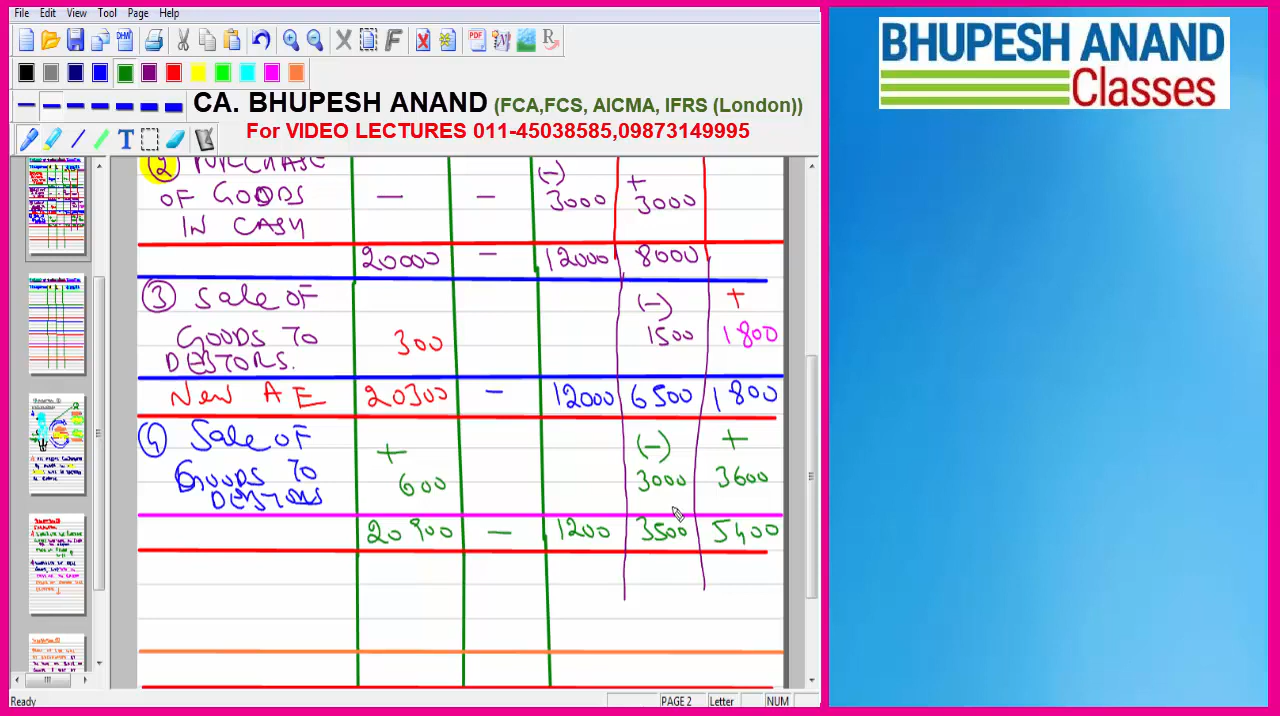 File Edit View Tool Page Help
BHUPESH ANAND
Classes
CA. BHUPESH ANAND (FCA,FCS, AICMA, IFRS (London))
For VIDEO LECTURES 011-45038585,09873149995
② PURCHASE
OF GOODS — — (-) 3000 + 3000
IN CASH
20000 — 12000 8000
③ Sale OF (-) +
GOODS TO 300 1500 1800
DEBTORS.
New A E 20300 — 12000 6500 1800
④ Sale OF + (-) +
GOODS TO 600 3000 3600
DEBTORS
20900 — 1200 3500 5400
Ready PAGE 2 Letter NUM